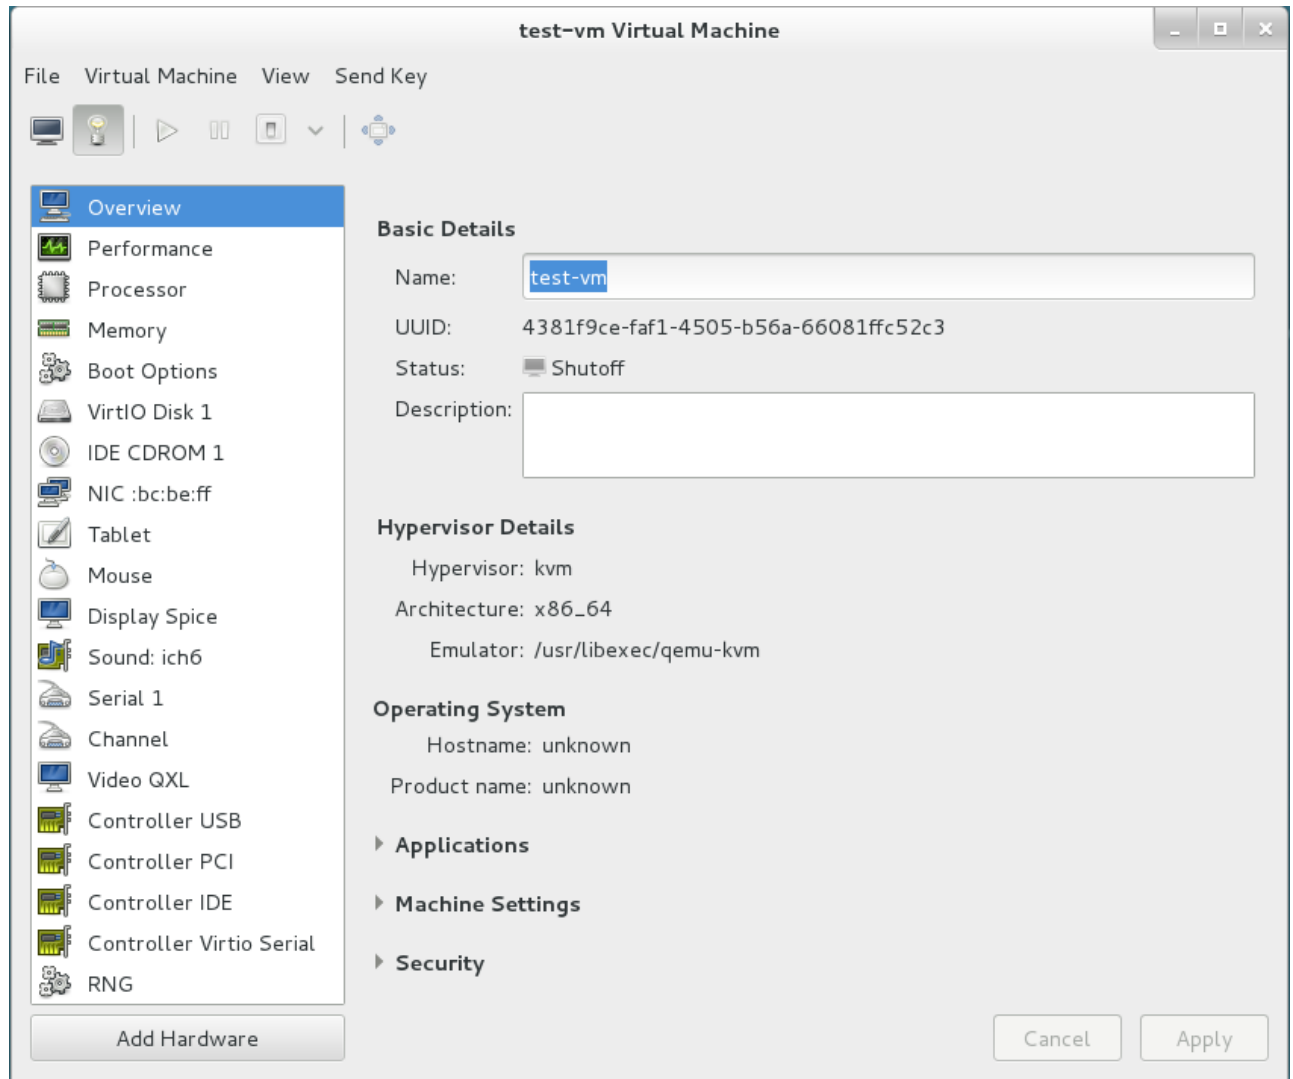 test-vm Virtual Machine
File Virtual Machine View Send Key
Overview
Performance
Processor
Memory
Boot Options
VirtIO Disk 1
IDE CDROM 1
NIC :bc:be:ff
Tablet
Mouse
Display Spice
Sound: ich6
Serial 1
Channel
Video QXL
Controller USB
Controller PCI
Controller IDE
Controller Virtio Serial
RNG
Add Hardware
Basic Details
Name: test-vm
UUID: 4381f9ce-faf1-4505-b56a-66081ffc52c3
Status: Shutoff
Description:
Hypervisor Details
Hypervisor: kvm
Architecture: x86_64
Emulator: /usr/libexec/qemu-kvm
Operating System
Hostname: unknown
Product name: unknown
Applications
Machine Settings
Security
Cancel Apply